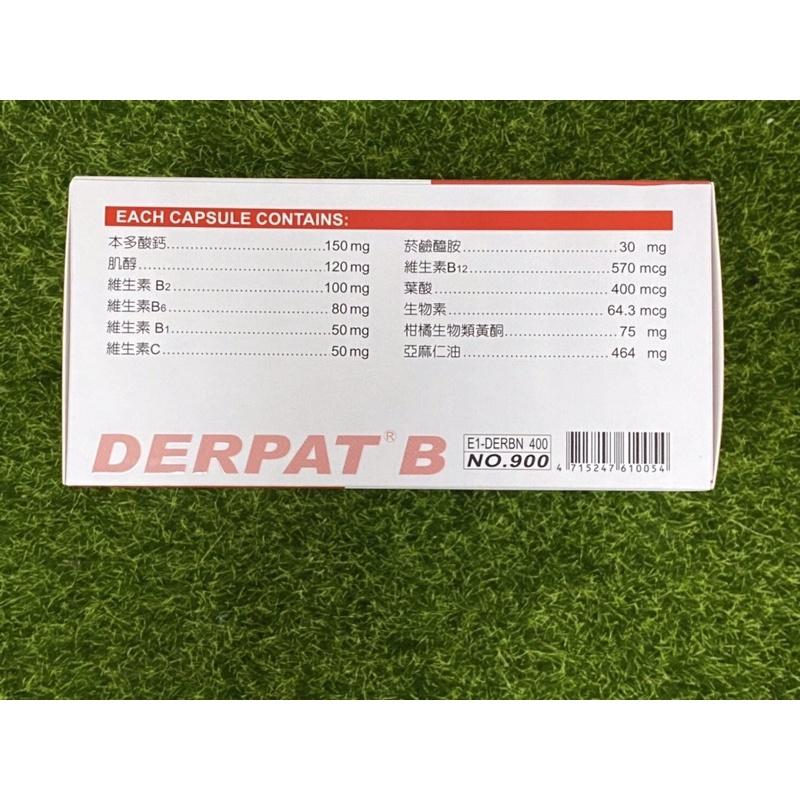 EACH CAPSULE CONTAINS:
本多酸鈣........................150 mg
肌醇..............................120 mg
維生素 B2......................100 mg
維生素B6........................80 mg
維生素 B1........................50 mg
維生素C..........................50 mg
菸鹼醯胺........................30 mg
維生素B12......................570 mcg
葉酸..............................400 mcg
生物素..........................64.3 mcg
柑橘生物類黃酮..............75 mg
亞麻仁油........................464 mg
DERPAT® B
E1-DERBN 400
NO.900
4 715247 610054